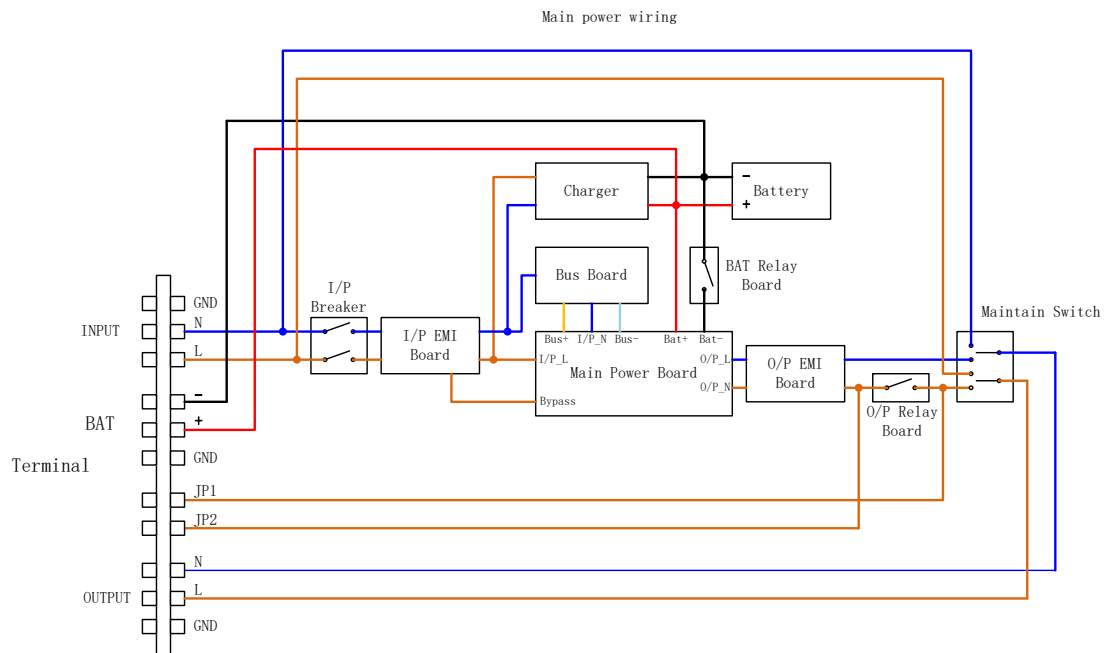 Main power wiring
Charger
-
Battery
+
Bus Board
BAT Relay
Board
I/P
Breaker
GND
INPUT
N
L
I/P EMI
Board
Bus+
I/P_N
Bus-
Bat+
Bat-
I/P_L
O/P_L
Main Power Board
O/P_N
Bypass
O/P EMI
Board
Maintain Switch
O/P Relay
Board
-
BAT
+
GND
Terminal
JP1
JP2
N
OUTPUT
L
GND